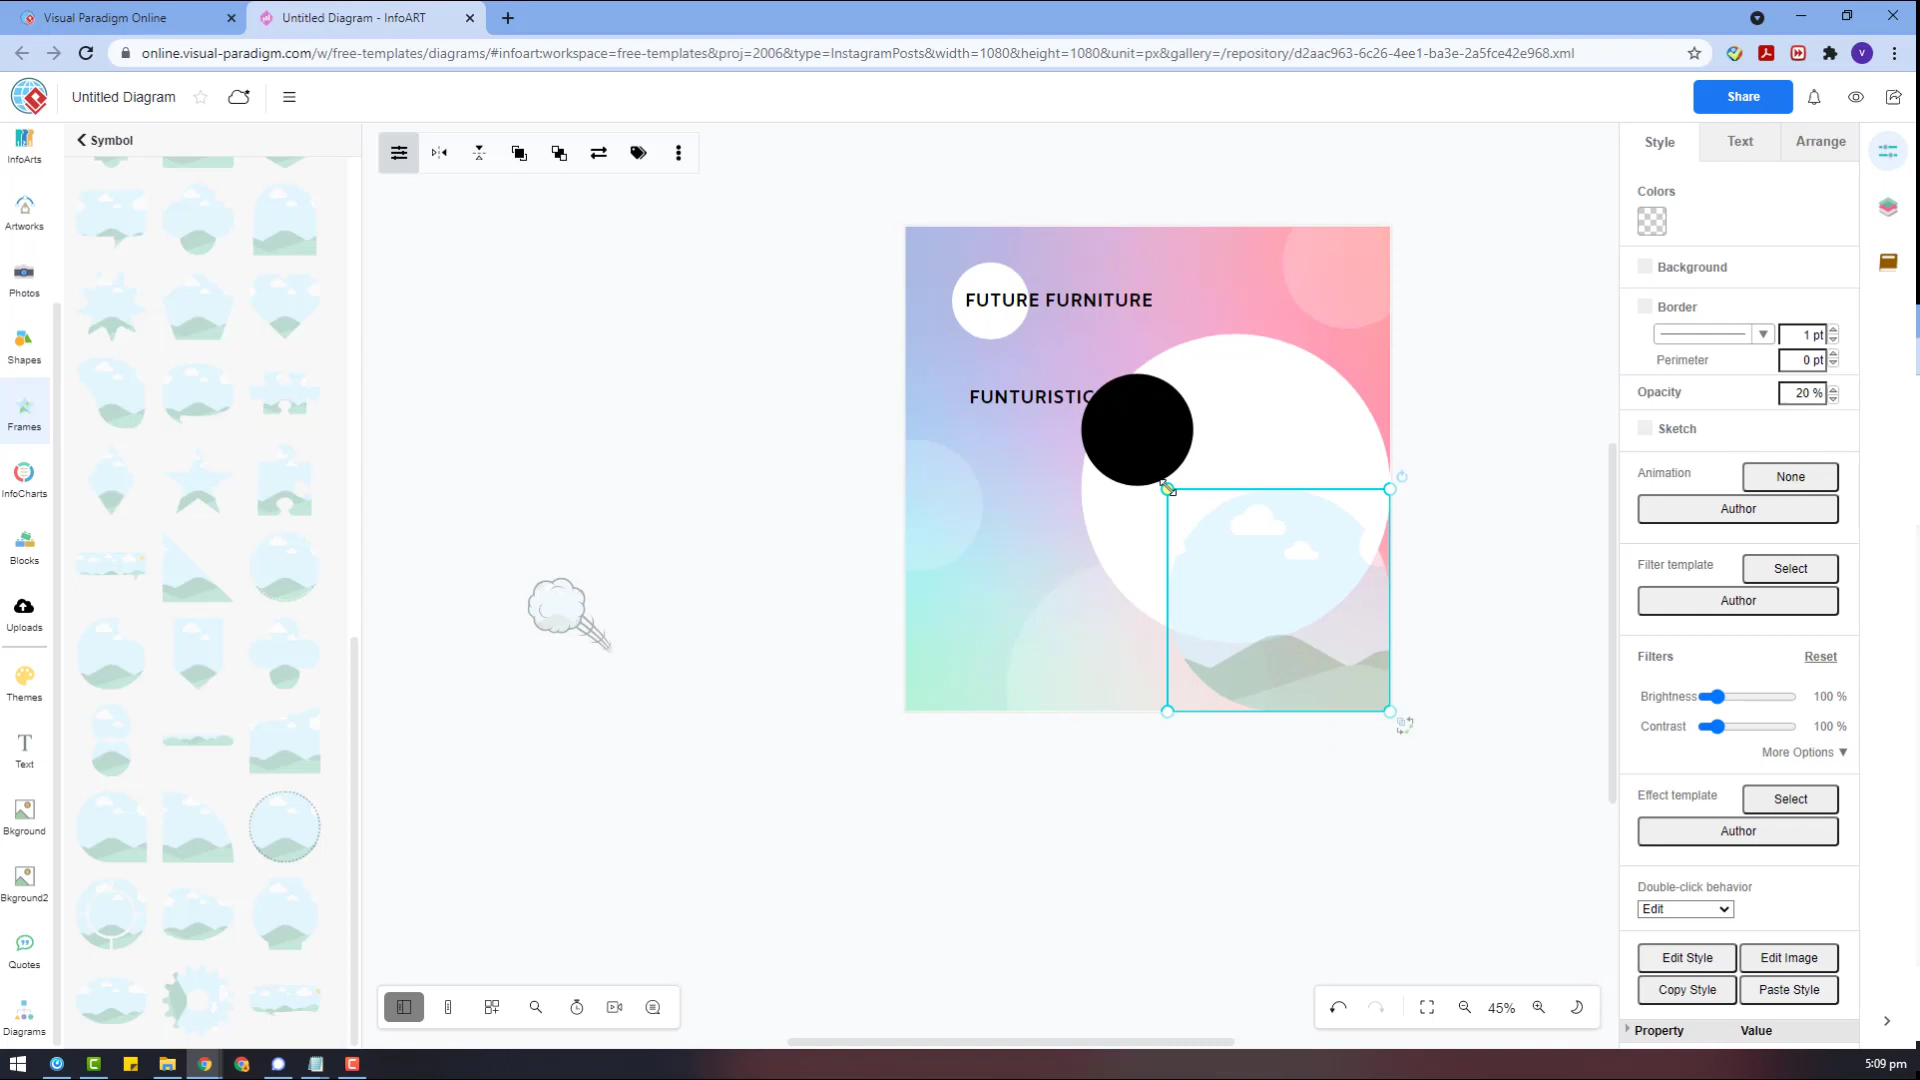 Visual Paradigm Online
Untitled Diagram - InfoART
online.visual-paradigm.com/w/free-templates/diagrams/#infoart:workspace=free-templates&proj=2006&type=InstagramPosts&width=1080&height=1080&unit=px&gallery=/repository/d2aac963-6c26-4ee1-ba3e-2a5fce42e968.xml
V
Untitled Diagram
Share
InfoArts
Artworks
Photos
Shapes
Frames
InfoCharts
Blocks
Uploads
Themes
Text
Bkground
Bkground2
Quotes
Diagrams
Symbol
FUTURE FURNITURE
FUNTURISTIC
45%
Style
Text
Arrange
Colors
Background
Border
1 pt
Perimeter
0 pt
Opacity
20 %
Sketch
Animation
None
Author
Filter template
Select
Author
Filters
Reset
Brightness
100 %
Contrast
100 %
More Options ▼
Effect template
Select
Author
Double-click behavior
Edit
Edit Style
Edit Image
Copy Style
Paste Style
Property
Value
5:09 pm